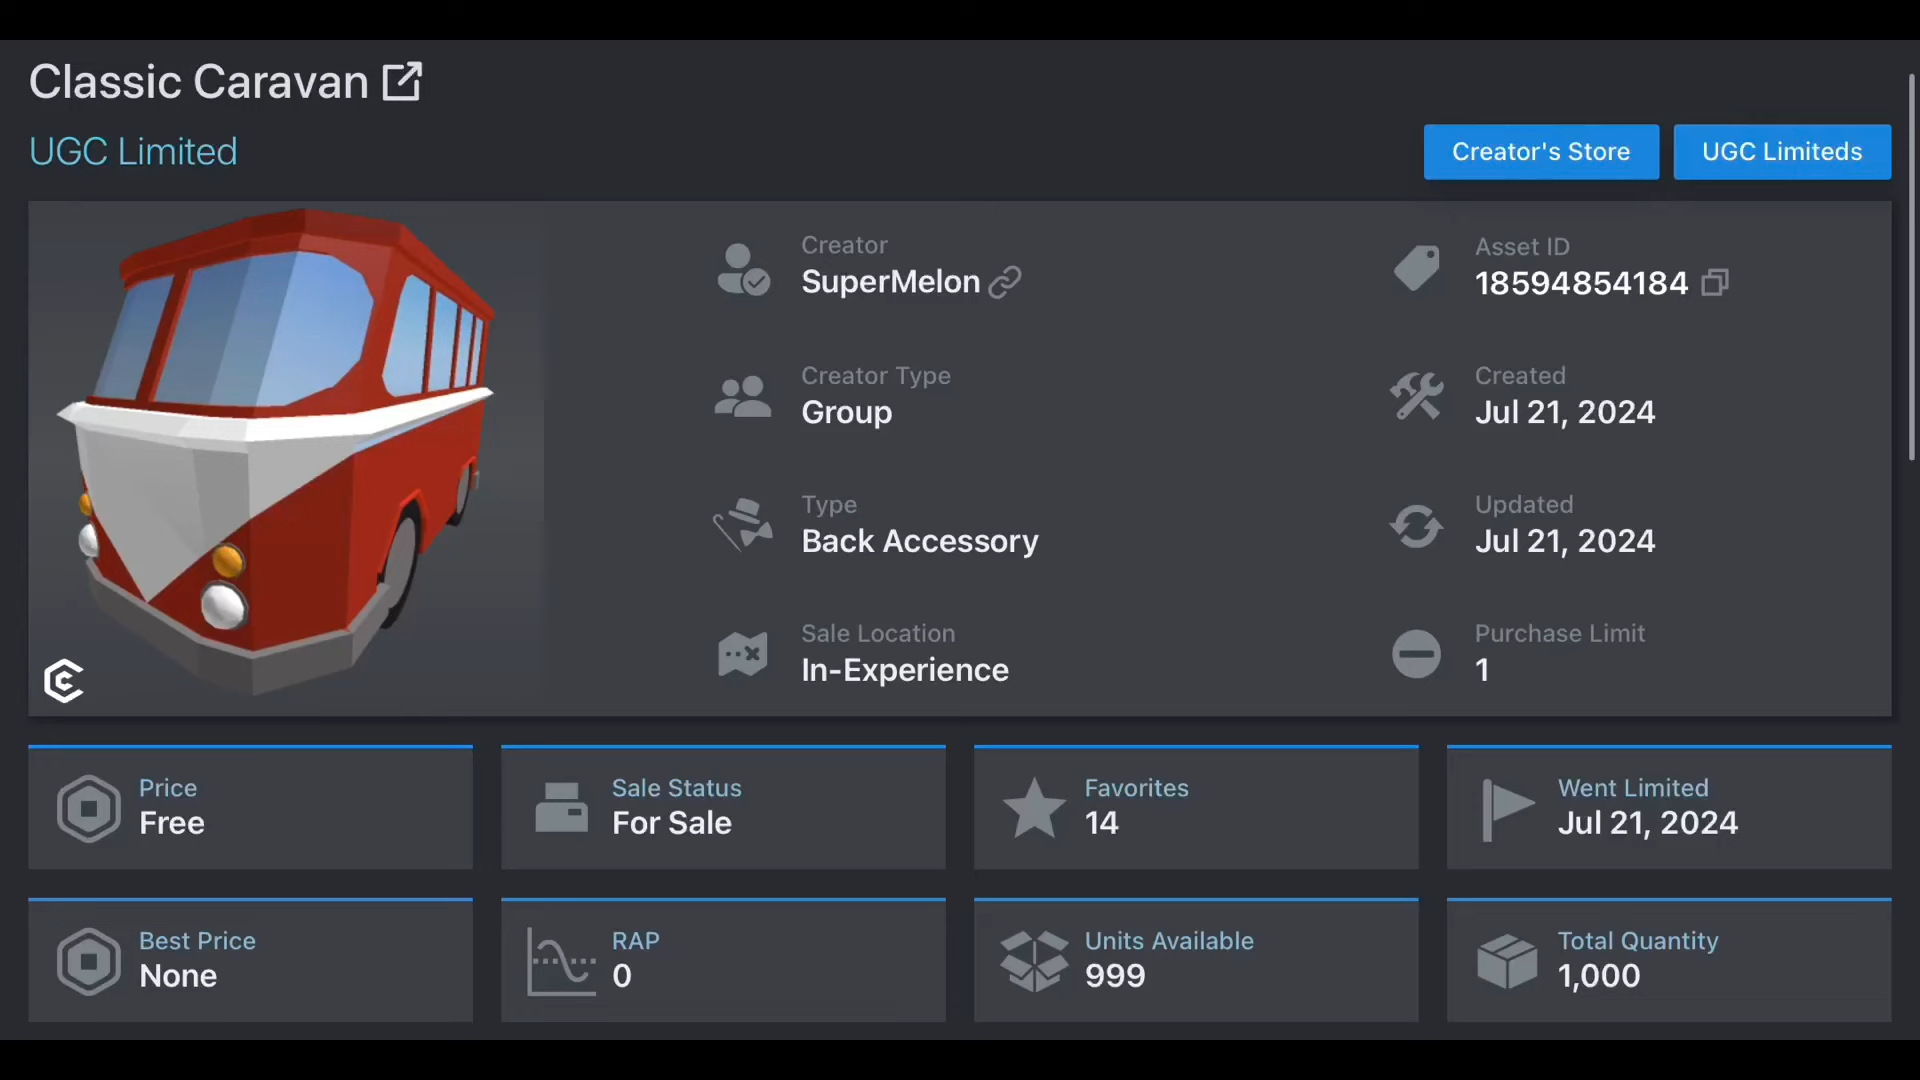 Classic Caravan
UGC Limited
Creator's Store
UGC Limiteds
Creator
SuperMelon
Asset ID
18594854184
Creator Type
Group
Created
Jul 21, 2024
Type
Back Accessory
Updated
Jul 21, 2024
Sale Location
In-Experience
Purchase Limit
1
Price
Free
Sale Status
For Sale
Favorites
14
Went Limited
Jul 21, 2024
Best Price
None
RAP
0
Units Available
999
Total Quantity
1,000